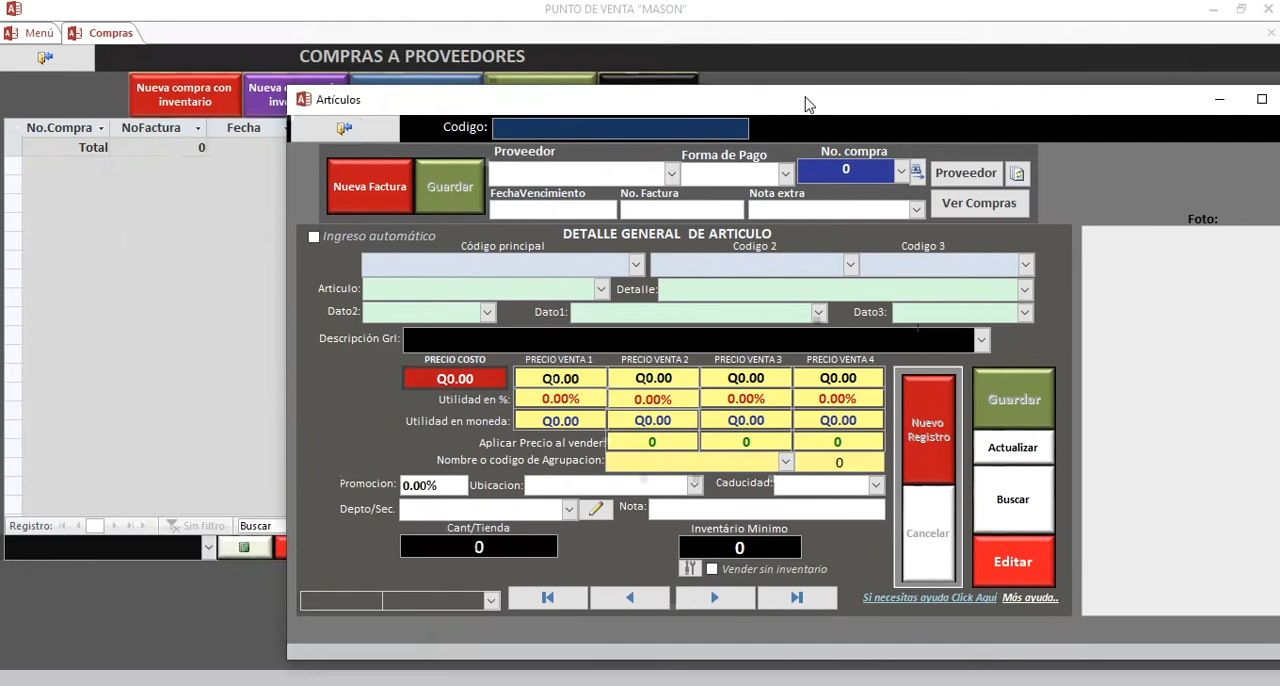 PUNTO DE VENTA "MASON"
Menú
Compras
COMPRAS A PROVEEDORES
Nueva compra con
inventario
Nueva
Artículos
No.Compra NoFactura Fecha
Total 0
Codigo:
Nueva Factura
Guardar
Proveedor
Forma de Pago
No. compra
0
Proveedor
FechaVencimiento
No. Factura
Nota extra
Ver Compras
Foto:
Ingreso automático
DETALLE GENERAL DE ARTICULO
Código principal
Codigo 2
Codigo 3
Articulo:
Detalle:
Dato2:
Dato1:
Dato3:
Descripción Grl:
PRECIO COSTO
PRECIO VENTA 1
PRECIO VENTA 2
PRECIO VENTA 3
PRECIO VENTA 4
Q0.00 Q0.00 Q0.00 Q0.00 Q0.00
Utilidad en %: 0.00% 0.00% 0.00% 0.00%
Utilidad en moneda: Q0.00 Q0.00 Q0.00 Q0.00
Aplicar Precio al vender: 0 0 0
Nombre o codigo de Agrupacion: 0
Promocion: 0.00% Ubicacion: Caducidad:
Depto/Sec. Nota:
Cant/Tienda
0
Inventário Minimo
0
Vender sin inventario
Nuevo
Registro
Cancelar
Guardar
Actualizar
Buscar
Editar
Si necesitas ayuda Click Aqui
Más ayuda..
Registro:
Sin filtro
Buscar